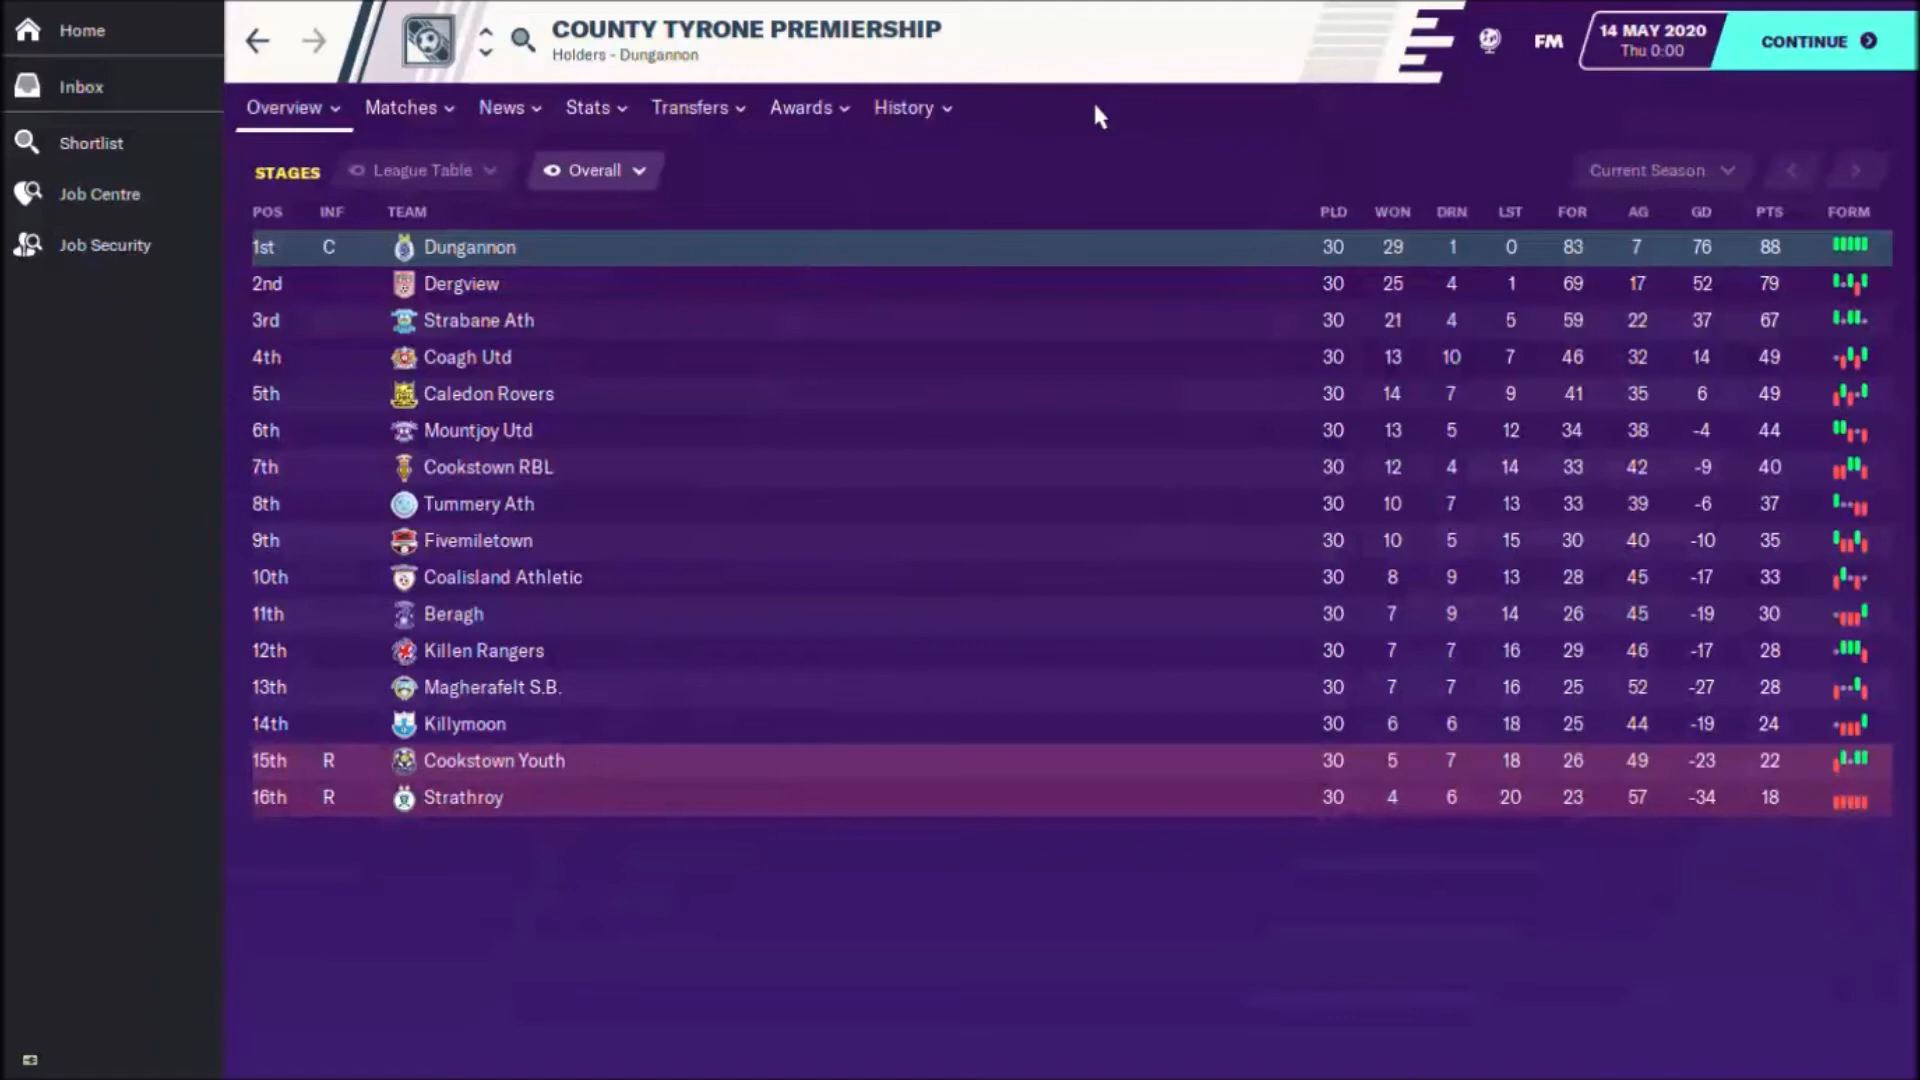 Home
Inbox
Shortlist
Job Centre
Job Security
COUNTY TYRONE PREMIERSHIP
Holders - Dungannon
FM
14 MAY 2020
Thu 0:00
CONTINUE
Overview Matches News Stats Transfers Awards History
STAGES League Table Overall Current Season
POS INF TEAM PLD WON DRN LST FOR AG GD PTS FORM
1st C Dungannon 30 29 1 0 83 7 76 88
2nd Dergview 30 25 4 1 69 17 52 79
3rd Strabane Ath 30 21 4 5 59 22 37 67
4th Coagh Utd 30 13 10 7 46 32 14 49
5th Caledon Rovers 30 14 7 9 41 35 6 49
6th Mountjoy Utd 30 13 5 12 34 38 -4 44
7th Cookstown RBL 30 12 4 14 33 42 -9 40
8th Tummery Ath 30 10 7 13 33 39 -6 37
9th Fivemiletown 30 10 5 15 30 40 -10 35
10th Coalisland Athletic 30 8 9 13 28 45 -17 33
11th Beragh 30 7 9 14 26 45 -19 30
12th Killen Rangers 30 7 7 16 29 46 -17 28
13th Magherafelt S.B. 30 7 7 16 25 52 -27 28
14th Killymoon 30 6 6 18 25 44 -19 24
15th R Cookstown Youth 30 5 7 18 26 49 -23 22
16th R Strathroy 30 4 6 20 23 57 -34 18